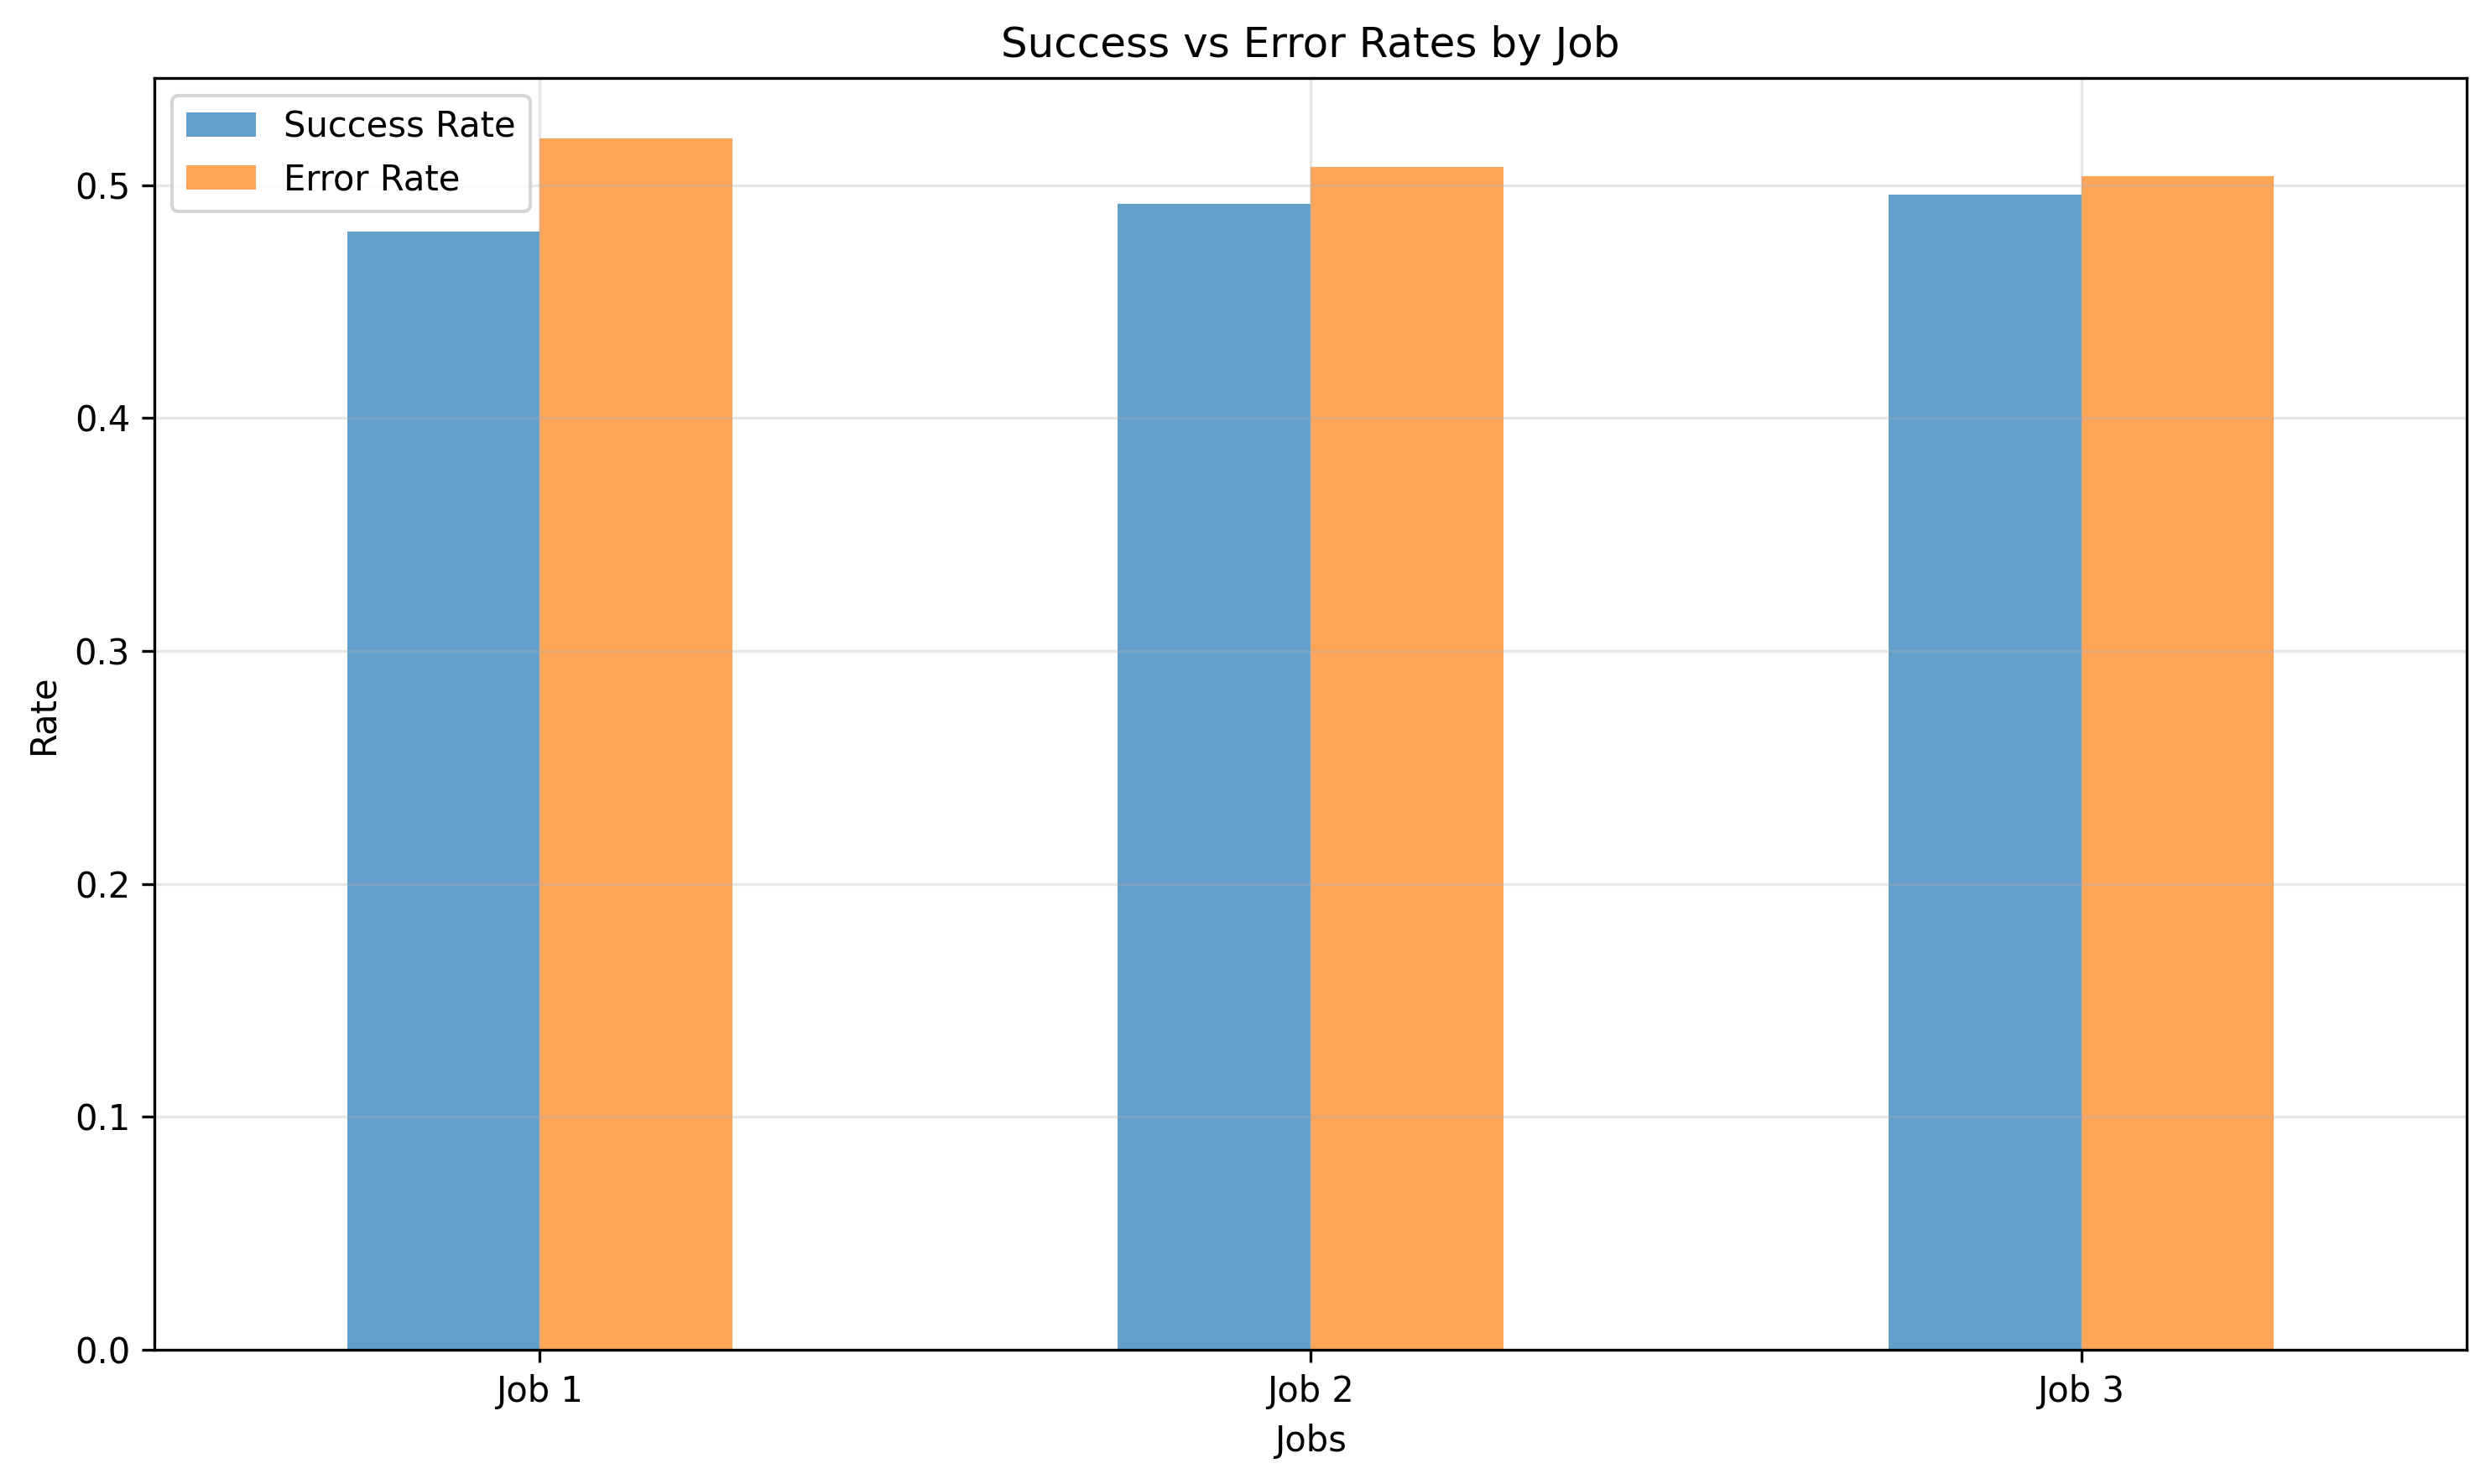 Success vs Error Rates by Job
Success Rate
Error Rate
0.5
0.4
0.3
0.2
0.1
0.0
Rate
Job 1
Job 2
Job 3
Jobs